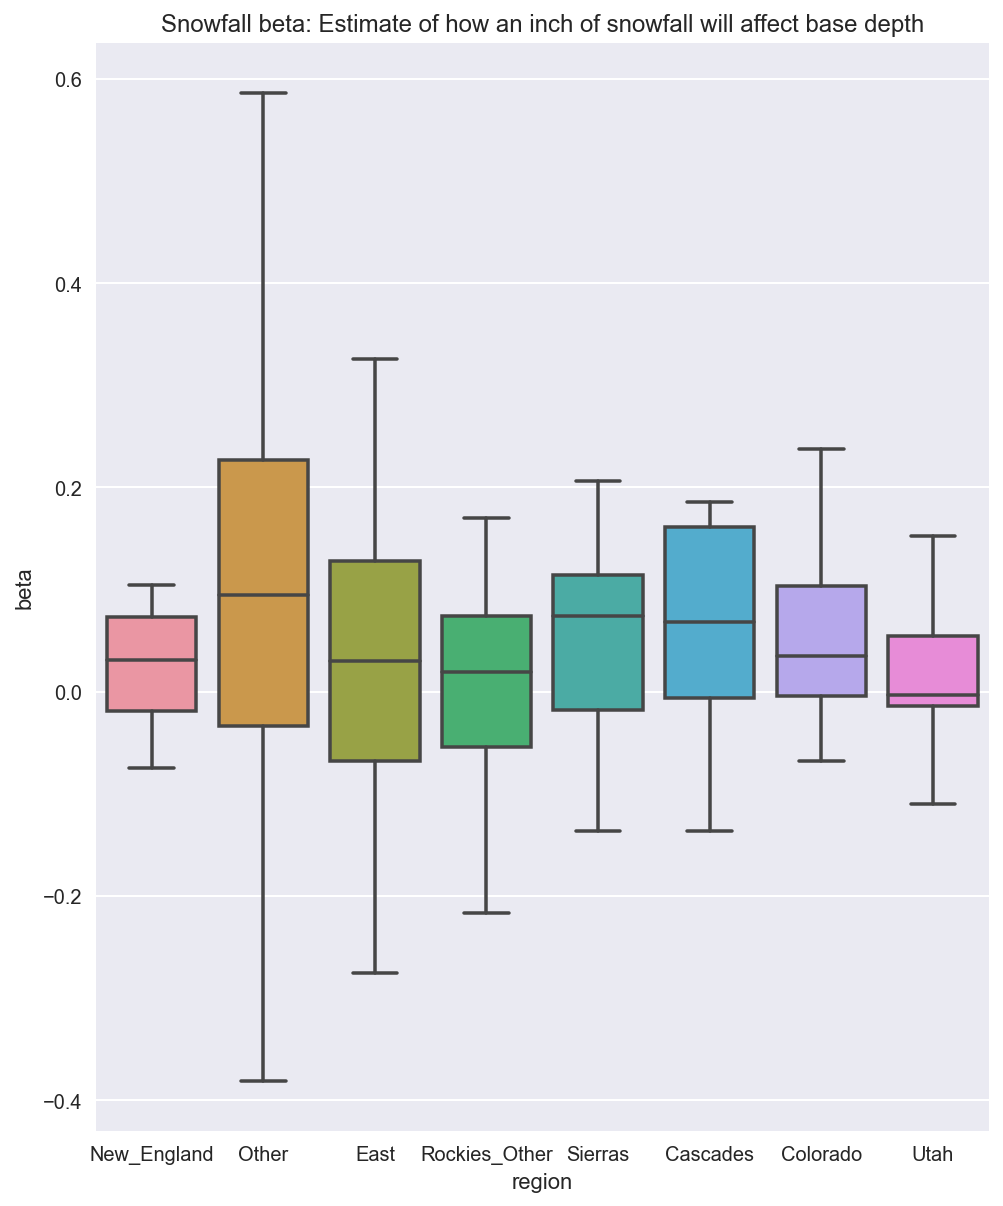 Snowfall beta: Estimate of how an inch of snowfall will affect base depth
0.6
0.4
0.2
0.0
−0.2
−0.4
beta
New_England Other East Rockies_Other Sierras Cascades Colorado Utah
region